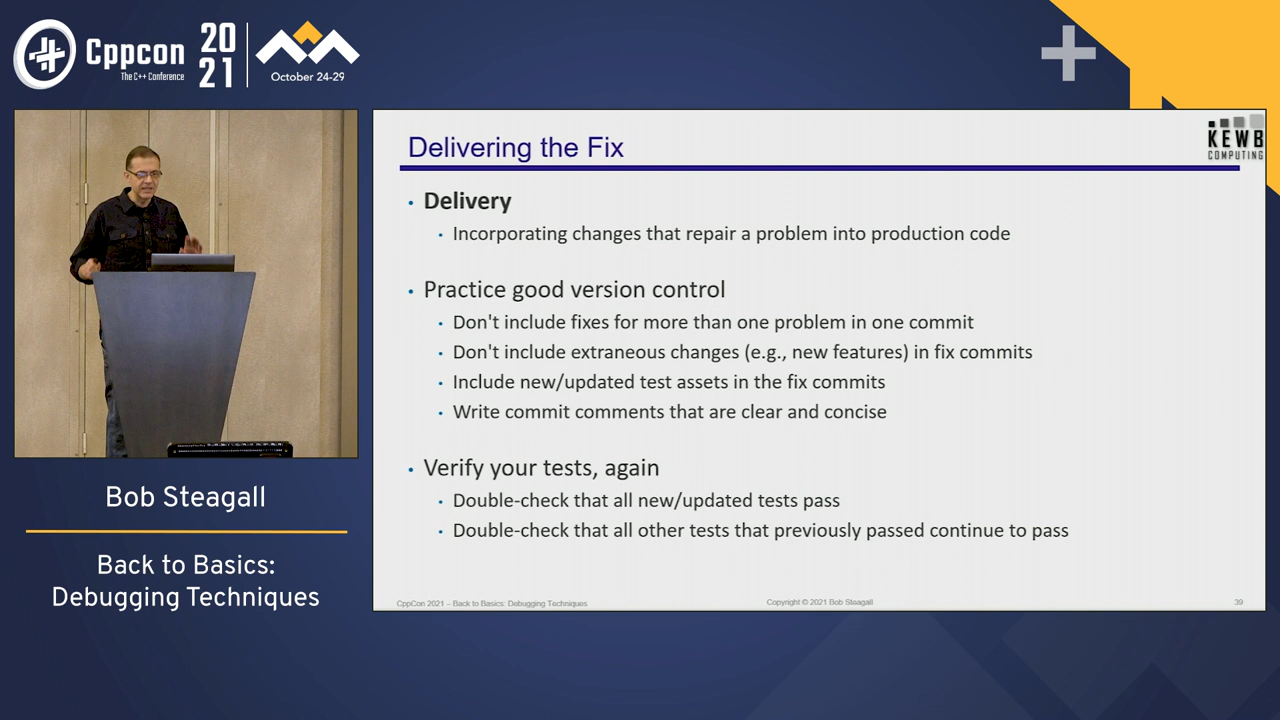 Cppcon
The C++ Conference
20
21
October 24-29
Delivering the Fix
KEWB
COMPUTING
• Delivery
• Incorporating changes that repair a problem into production code
• Practice good version control
• Don't include fixes for more than one problem in one commit
• Don't include extraneous changes (e.g., new features) in fix commits
• Include new/updated test assets in the fix commits
• Write commit comments that are clear and concise
• Verify your tests, again
• Double-check that all new/updated tests pass
• Double-check that all other tests that previously passed continue to pass
CppCon 2021 – Back to Basics: Debugging Techniques
Copyright © 2021 Bob Steagall
39
Bob Steagall
Back to Basics:
Debugging Techniques